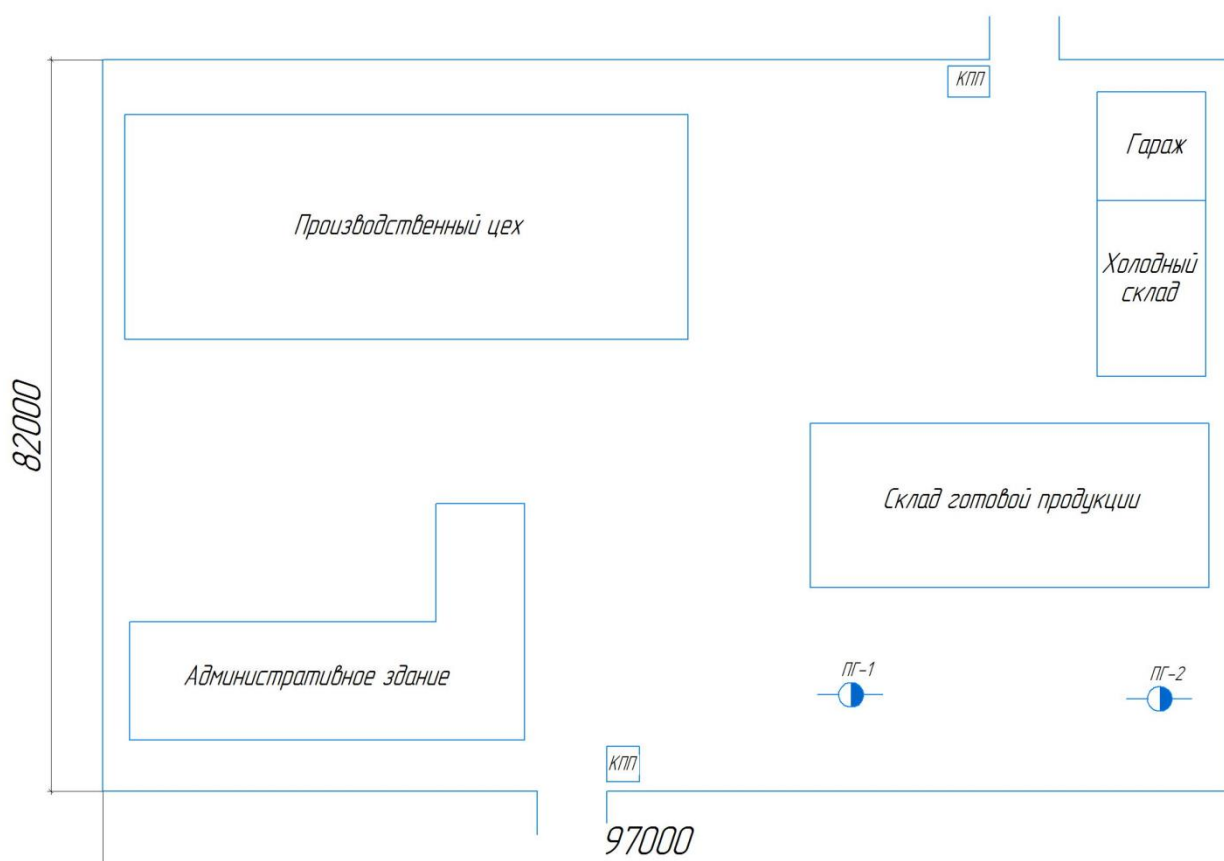 КПП
Гараж
Производственный цех
Холодный
склад
82000
Склад готовой продукции
Административное здание
ПГ-1
ПГ-2
КПП
97000